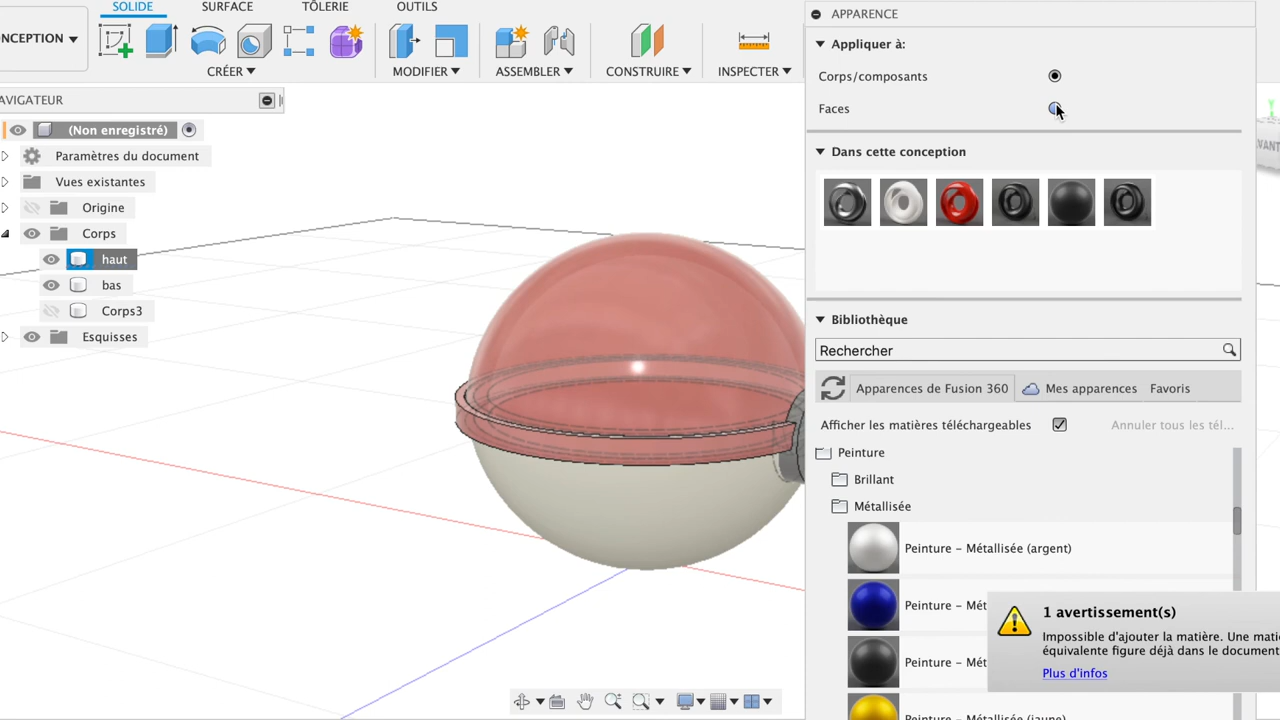 SOLIDE SURFACE TÔLERIE OUTILS
NCEPTION
CRÉER MODIFIER ASSEMBLER CONSTRUIRE INSPECTER
AVIGATEUR
(Non enregistré)
Paramètres du document
Vues existantes
Origine
Corps
haut
bas
Corps3
Esquisses
APPARENCE
Appliquer à:
Corps/composants
Faces
Dans cette conception
Bibliothèque
Rechercher
Apparences de Fusion 360 Mes apparences Favoris
Afficher les matières téléchargeables Annuler tous les tél...
Peinture
Brillant
Métallisée
Peinture – Métallisée (argent)
Peinture – Mét
Peinture – Mét
Peinture – Métallisée (jaune)
1 avertissement(s)
Impossible d'ajouter la matière. Une mati
équivalente figure déjà dans le document
Plus d'infos
AVANT